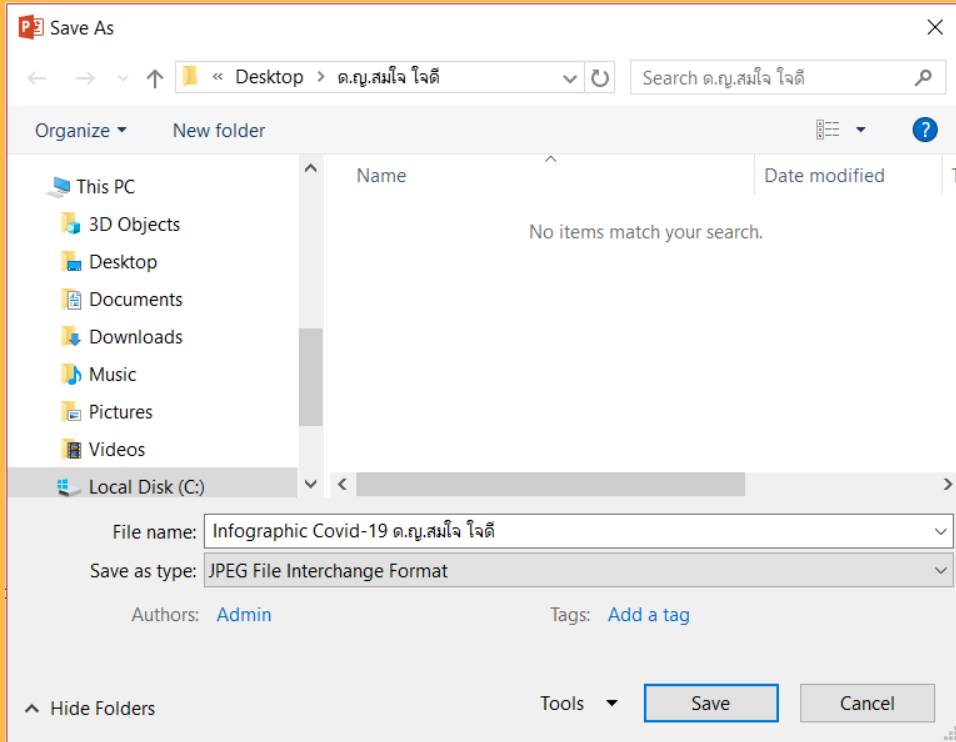 Save As
« Desktop > ด.ญ.สมใจ ใจดี
Search ด.ญ.สมใจ ใจดี
Organize
New folder
?
This PC
3D Objects
Desktop
Documents
Downloads
Music
Pictures
Videos
Local Disk (C:)
Name
Date modified
No items match your search.
File name: Infographic Covid-19 ด.ญ.สมใจ ใจดี
Save as type: JPEG File Interchange Format
Authors: Admin
Tags: Add a tag
Hide Folders
Tools
Save
Cancel